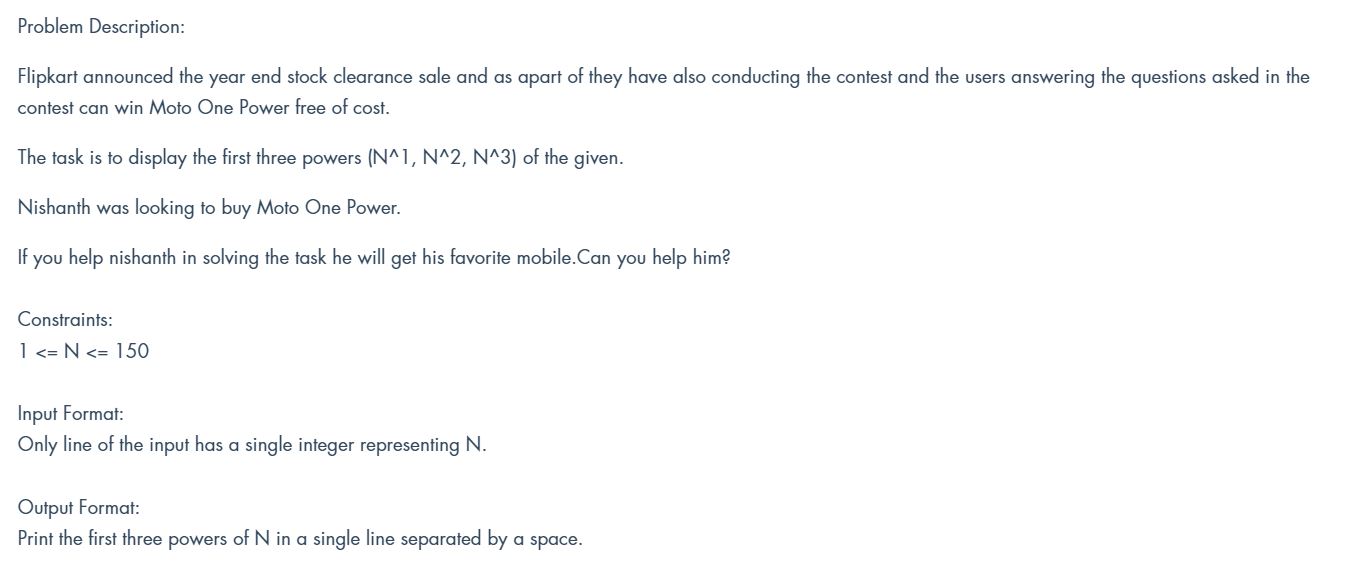 Problem Description:
Flipkart announced the year end stock clearance sale and as apart of they have also conducting the contest and the users answering the questions asked in the
contest can win Moto One Power free of cost.
The task is to display the first three powers (N^1, N^2, N^3) of the given.
Nishanth was looking to buy Moto One Power.
If you help nishanth in solving the task he will get his favorite mobile.Can you help him?
Constraints:
1 <= N <= 150
Input Format:
Only line of the input has a single integer representing N.
Output Format:
Print the first three powers of N in a single line separated by a space.